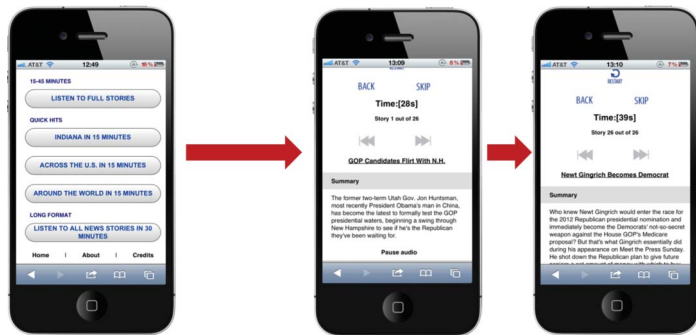 AT&T 12:49 15%
15-45 MINUTES
LISTEN TO FULL STORIES
QUICK HITS
INDIANA IN 15 MINUTES
ACROSS THE U.S. IN 15 MINUTES
AROUND THE WORLD IN 15 MINUTES
LONG FORMAT
LISTEN TO ALL NEWS STORIES IN 30
MINUTES
Home | About | Credits
AT&T 13:09 8%
BACK SKIP
Time:[28s]
Story 1 out of 26
GOP Candidates Flirt With N.H.
Summary
The former two-term Utah Gov. Jon Huntsman,
most recently President Obama's man in China,
has become the latest to formally test the GOP
presidential waters, beginning a swing through
New Hampshire to see if he's the Republican
they've been waiting for.
Pause audio
AT&T 13:10 7%
RESTART
BACK SKIP
Time:[39s]
Story 26 out of 26
Newt Gingrich Becomes Democrat
Summary
Who knew Newt Gingrich would enter the race for
the 2012 Republican presidential nomination and
immediately become the Democrats' not-so-secret
weapon against the House GOP's Medicare
proposal? But that's what Gingrich essentially did
during his appearance on Meet the Press Sunday.
He shot down the Republican plan to give future